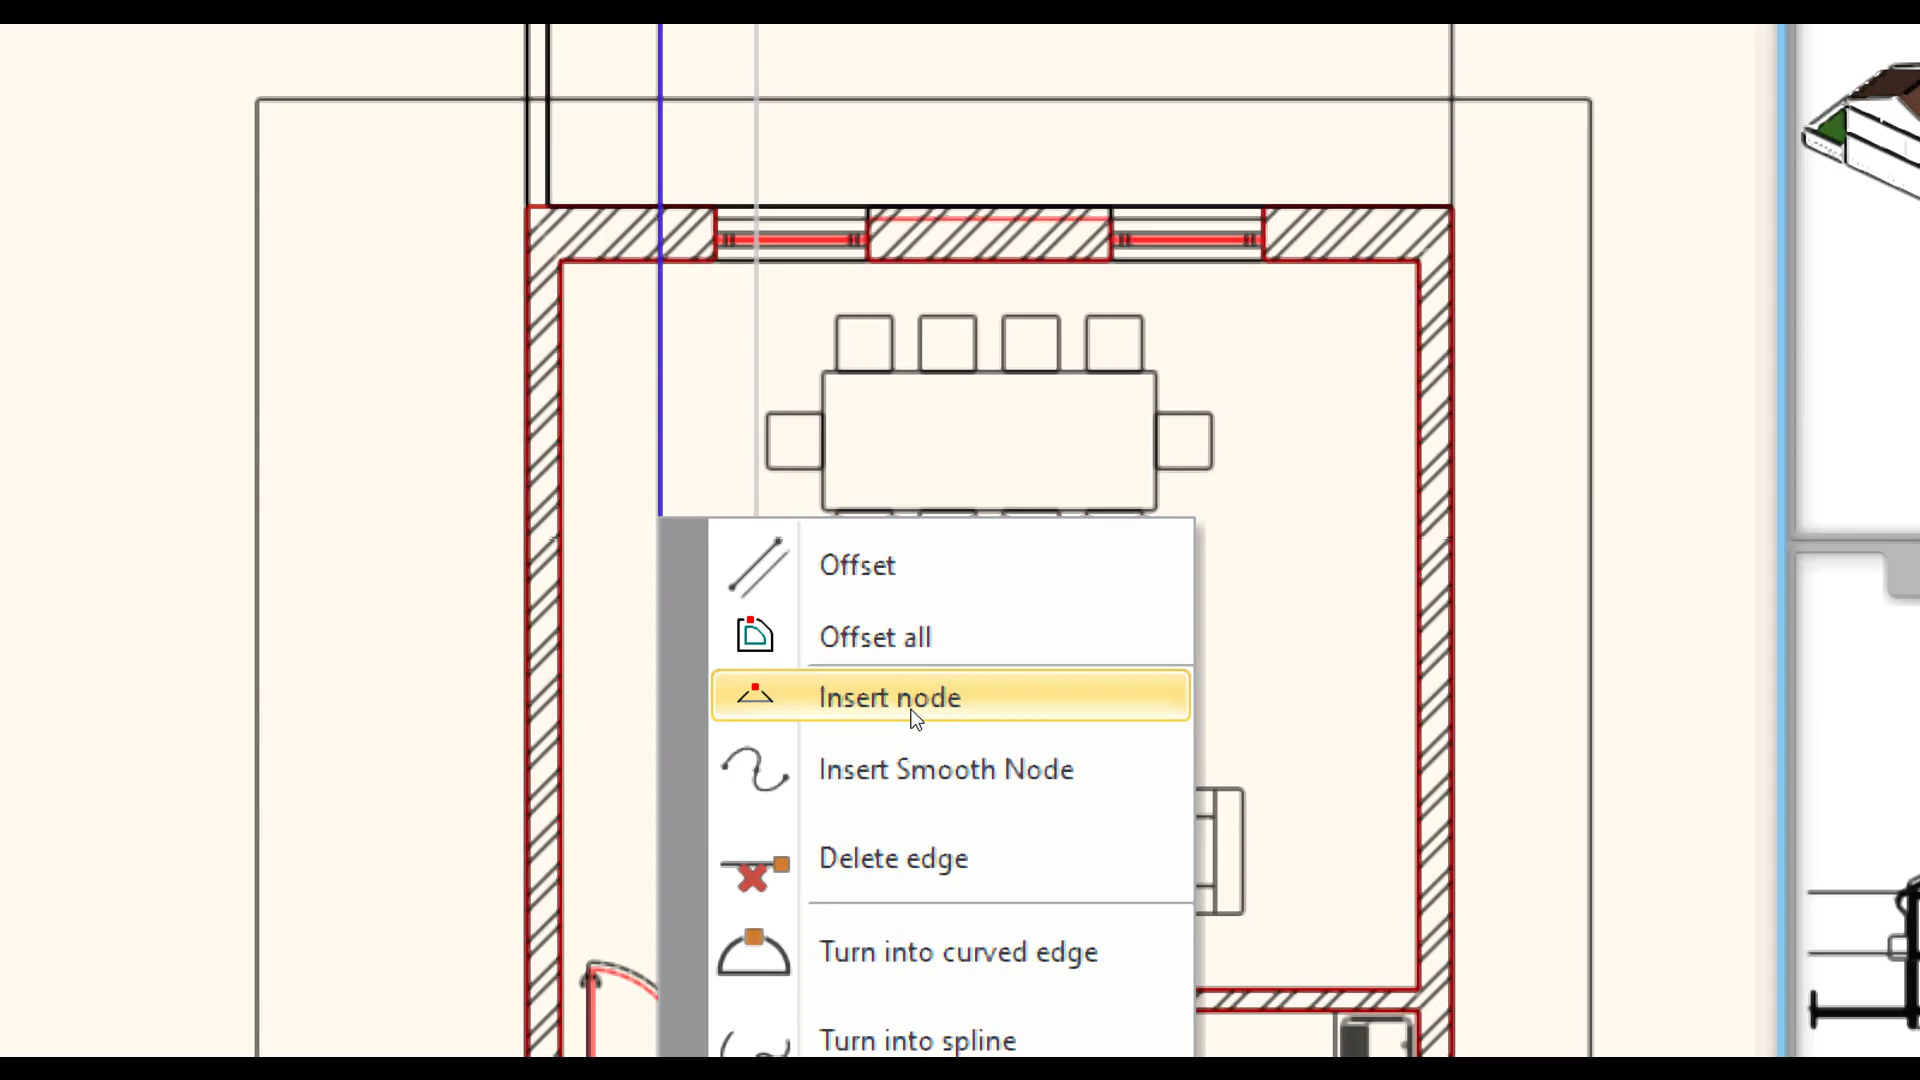 Offset
Offset all
Insert node
Insert Smooth Node
Delete edge
Turn into curved edge
Turn into spline